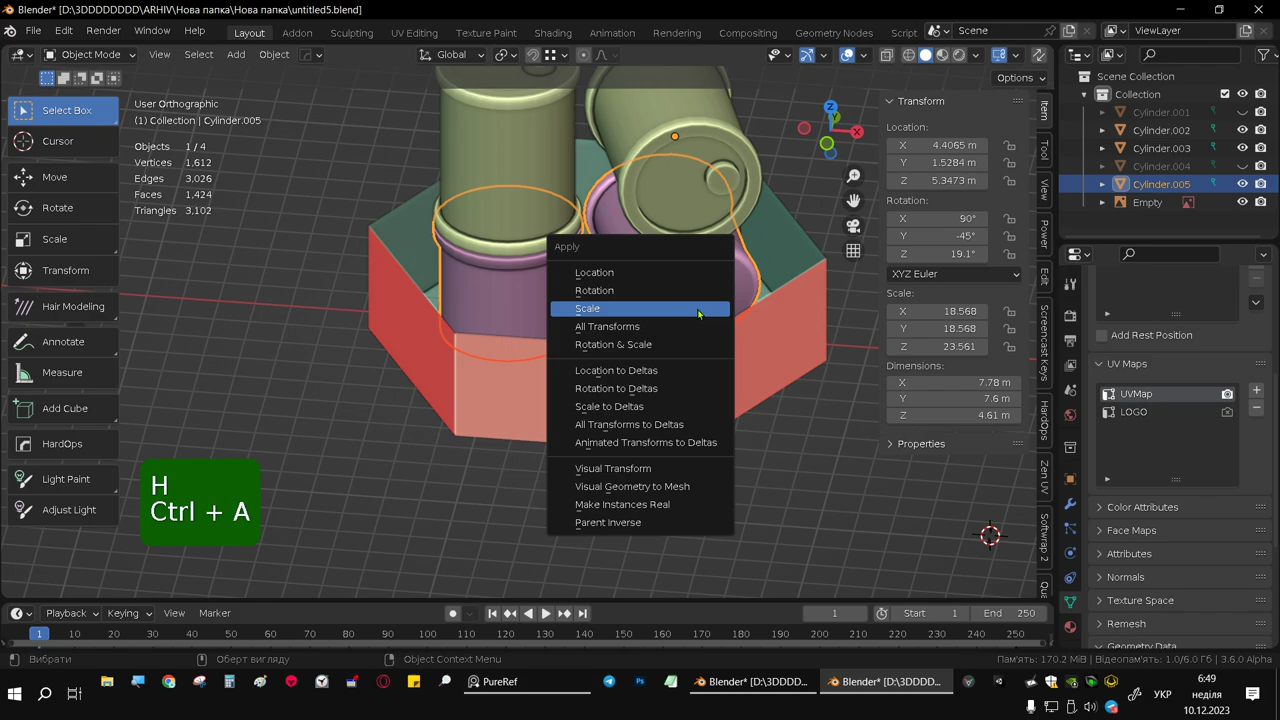 Blender* [D:\3DDDDDDDD\ARHIV\Нова папка\Нова папка\untitled5.blend]
File Edit Render Window Help Layout Addon Sculpting UV Editing Texture Paint Shading Animation Rendering Compositing Geometry Nodes Script Scene ViewLayer
Object Mode View Select Add Object Global
Options
Select Box
Cursor
Move
Rotate
Scale
Transform
Hair Modeling
Annotate
Measure
Add Cube
HardOps
Light Paint
Adjust Light
User Orthographic
(1) Collection | Cylinder.005
Objects 1/4
Vertices 1,612
Edges 3,026
Faces 1,424
Triangles 3,102
H
Ctrl + A
Apply
Location
Rotation
Scale
All Transforms
Rotation & Scale
Location to Deltas
Rotation to Deltas
Scale to Deltas
All Transforms to Deltas
Animated Transforms to Deltas
Visual Transform
Visual Geometry to Mesh
Make Instances Real
Parent Inverse
X
Y
Transform
Location:
X 4.4065 m
Y 1.5284 m
Z 5.3473 m
Rotation:
X 90°
Y -45°
Z 19.1°
XYZ Euler
Scale:
X 18.568
Y 18.568
Z 23.561
Dimensions:
X 7.78 m
Y 7.6 m
Z 4.61 m
Properties
Item
Tool
View
Power
Edit
Screencast Keys
HardOps
Zen UV
Softwrap 2
Scene Collection
Collection
Cylinder.001
Cylinder.002
Cylinder.003
Cylinder.004
Cylinder.005
Empty
Add Rest Position
UV Maps
UVMap
LOGO
Color Attributes
Face Maps
Attributes
Normals
Texture Space
Remesh
Geometry Data
Playback Keying View Marker 1 Start 1 End 250
1 10 20 30 40 50 60 70 80 90 100 110 120 130 140 150 160 170 180 190 200 210 220 230 240 250
Вибрати Оберт вигляду Object Context Menu Пам'ять: 170.2 MiB | Відеопам'ять: 1.0/6.0 Гб | 3.6.0 Alpha
PureRef Blender* [D:\3DDDD... Blender* [D:\3DDDD...
УКР
6:49
неділя
10.12.2023